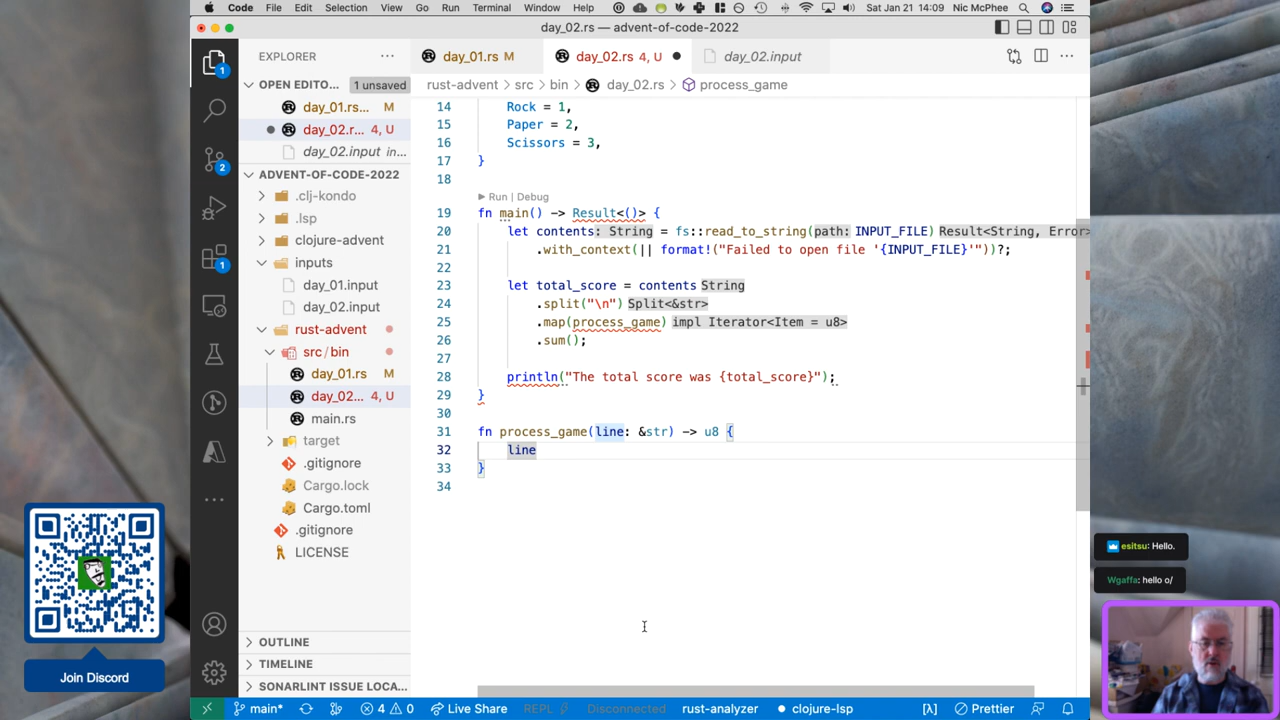 Code File Edit Selection View Go Run Terminal Window Help Sat Jan 21 14:09 Nic McPhee
day_02.rs — advent-of-code-2022
EXPLORER
day_01.rs M
day_02.rs 4, U
day_02.input
OPEN EDITO... 1 unsaved
rust-advent > src > bin > day_02.rs > process_game
day_01.rs... M
day_02.r... 4, U
day_02.input in...
ADVENT-OF-CODE-2022
.clj-kondo
.lsp
clojure-advent
inputs
day_01.input
day_02.input
rust-advent
src/bin
day_01.rs M
day_02... 4, U
main.rs
target
.gitignore
Cargo.lock
Cargo.toml
.gitignore
LICENSE
OUTLINE
TIMELINE
SONARLINT ISSUE LOCA...
1
2
1
14 Rock = 1,
15 Paper = 2,
16 Scissors = 3,
17 }
18
Run | Debug
19 fn main() -> Result<()> {
20 let contents: String = fs::read_to_string(path: INPUT_FILE) Result<String, Error>
21 .with_context(|| format!("Failed to open file '{INPUT_FILE}'"))?;
22
23 let total_score = contents String
24 .split("\n") Split<&str>
25 .map(process_game) impl Iterator<Item = u8>
26 .sum();
27
28 println("The total score was {total_score}");
29 }
30
31 fn process_game(line: &str) -> u8 {
32 line
33 }
34
main* 4 0 Live Share REPL Disconnected rust-analyzer clojure-lsp [λ] Prettier
Join Discord
esitsu: Hello.
Wgaffa: hello o/